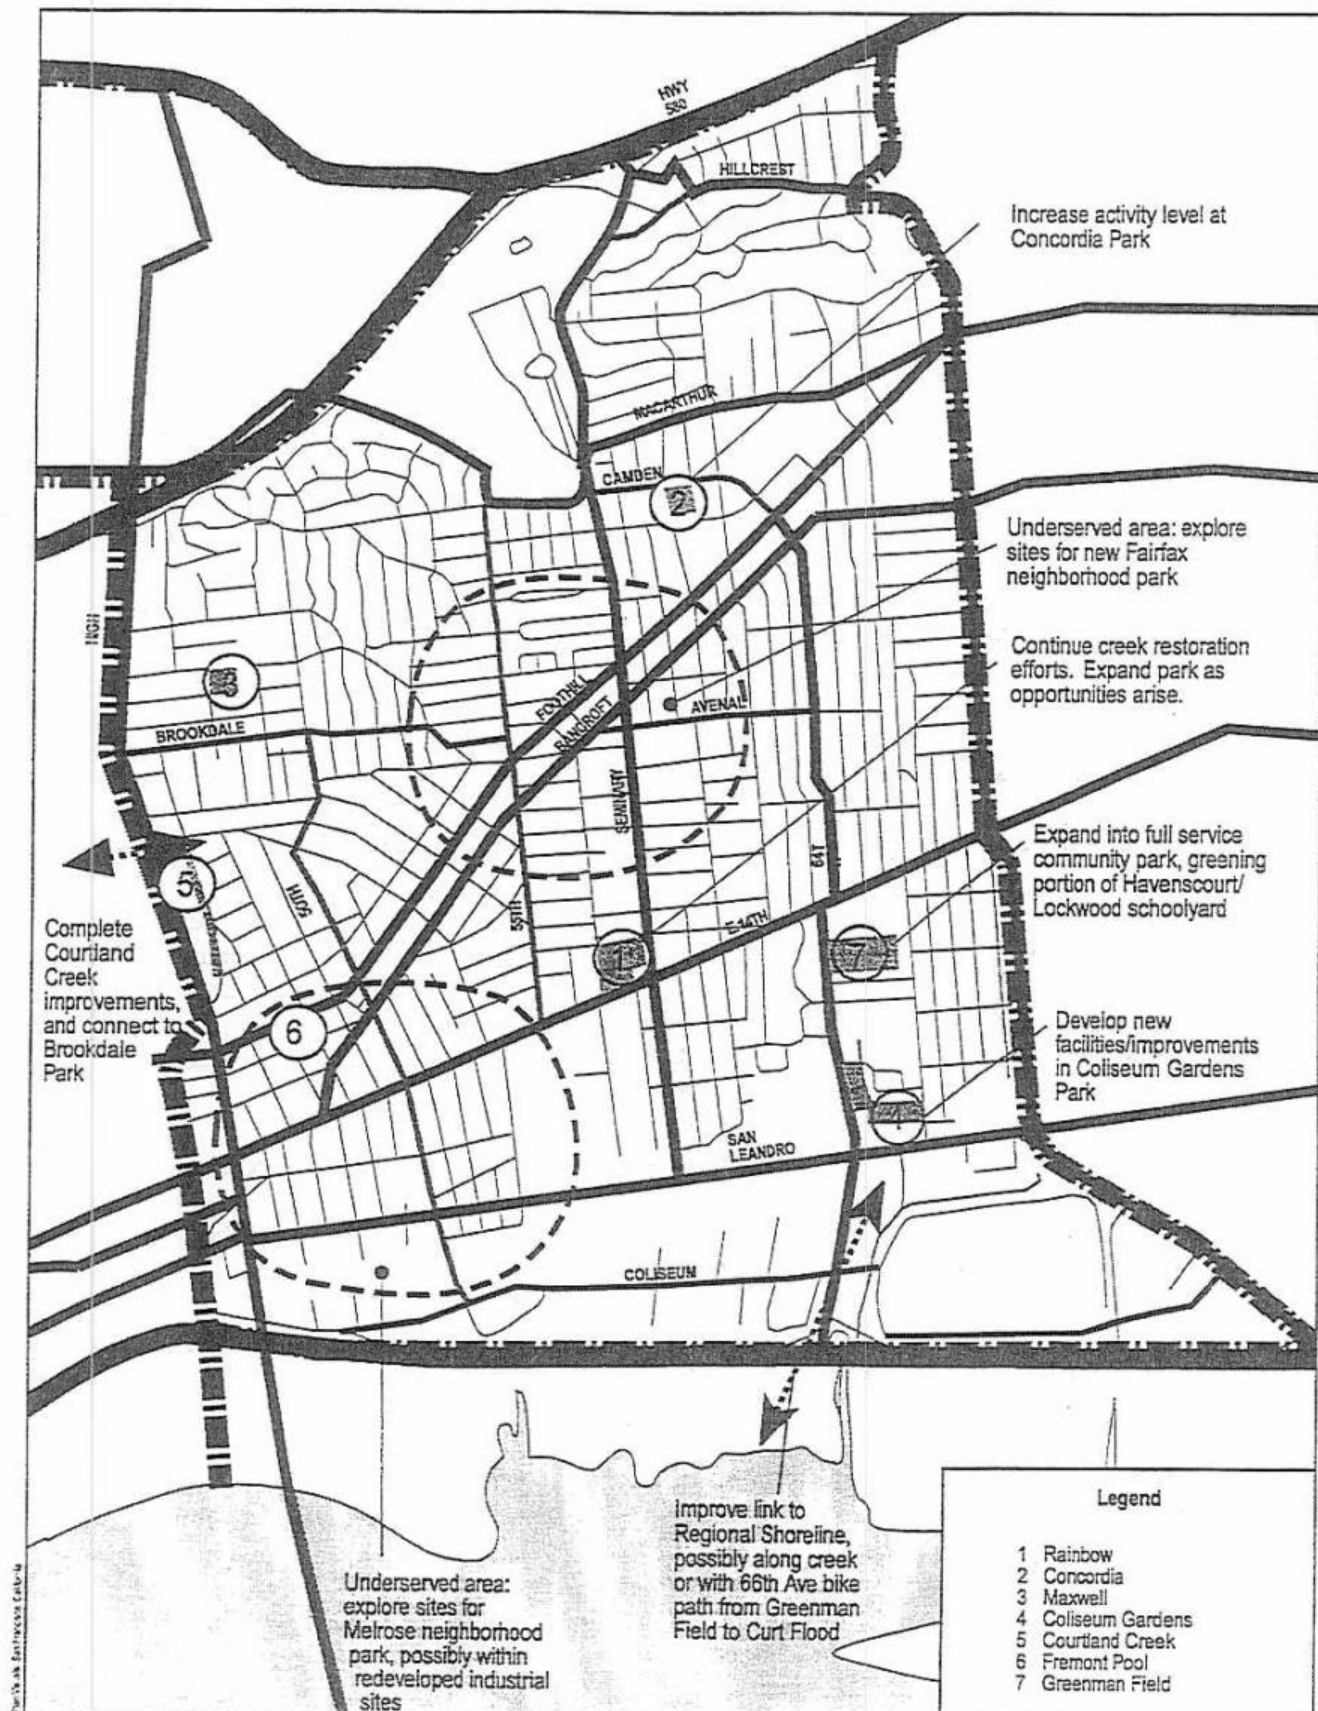 HWY
580
HILLCREST
Increase activity level at
Concordia Park
MACARTHUR
CAMDEN
2
Underserved area: explore
sites for new Fairfax
neighborhood park
HIGH
Continue creek restoration
efforts. Expand park as
opportunities arise.
3
FOOTHILL
BANCROFT
AVENAL
BROOKDALE
SEMINARY
Expand into full service
community park, greening
portion of Havenscourt/
Lockwood schoolyard
64T
5
50TH
55TH
E.14TH
1
7
Complete
Courtland
Creek
improvements,
and connect to
Brookdale
Park
6
Develop new
facilities/improvements
in Coliseum Gardens
Park
4
SAN
LEANDRO
COLISEUM
Improve link to
Regional Shoreline,
possibly along creek
or with 66th Ave bike
path from Greenman
Field to Curt Flood
Underserved area:
explore sites for
Melrose neighborhood
park, possibly within
redeveloped industrial
sites
Legend
1 Rainbow
2 Concordia
3 Maxwell
4 Coliseum Gardens
5 Courtland Creek
6 Fremont Pool
7 Greenman Field